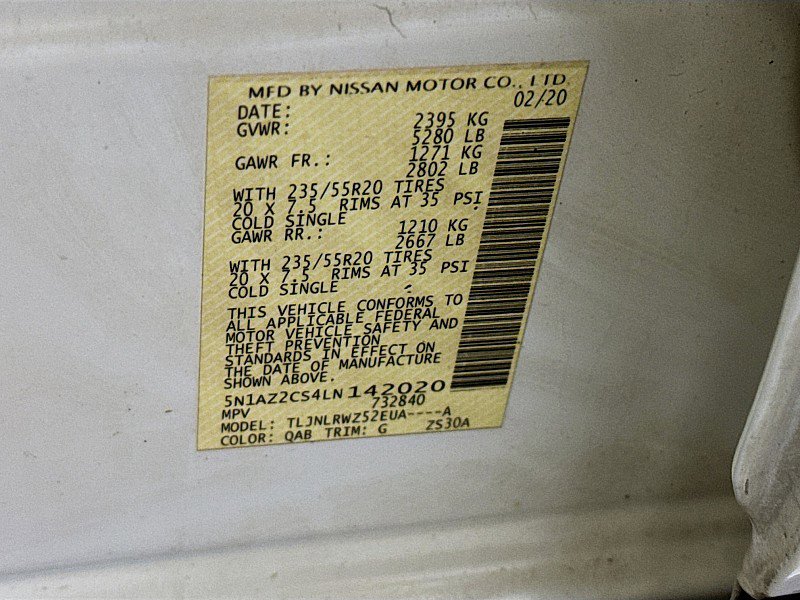 MFD BY NISSAN MOTOR CO., LTD.
DATE: 02/20
GVWR: 2395 KG
5280 LB
GAWR FR.: 1271 KG
2802 LB
WITH 235/55R20 TIRES
20 X 7.5 RIMS AT 35 PSI
COLD SINGLE
GAWR RR.: 1210 KG
2667 LB
WITH 235/55R20 TIRES
20 X 7.5 RIMS AT 35 PSI
COLD SINGLE
THIS VEHICLE CONFORMS TO
ALL APPLICABLE FEDERAL
MOTOR VEHICLE SAFETY AND
THEFT PREVENTION
STANDARDS IN EFFECT ON
THE DATE OF MANUFACTURE
SHOWN ABOVE.
5N1AZ2CS4LN142020
MPV 732840
MODEL: TLJNLRWZ52EUA----A
COLOR: QAB TRIM: G ZS30A